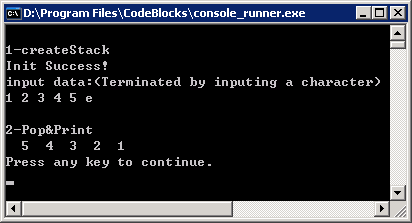 D:\Program Files\CodeBlocks\console_runner.exe
1-createStack
Init Success!
input data:(Terminated by inputing a character)
1 2 3 4 5 e
2-Pop&Print
5 4 3 2 1
Press any key to continue.